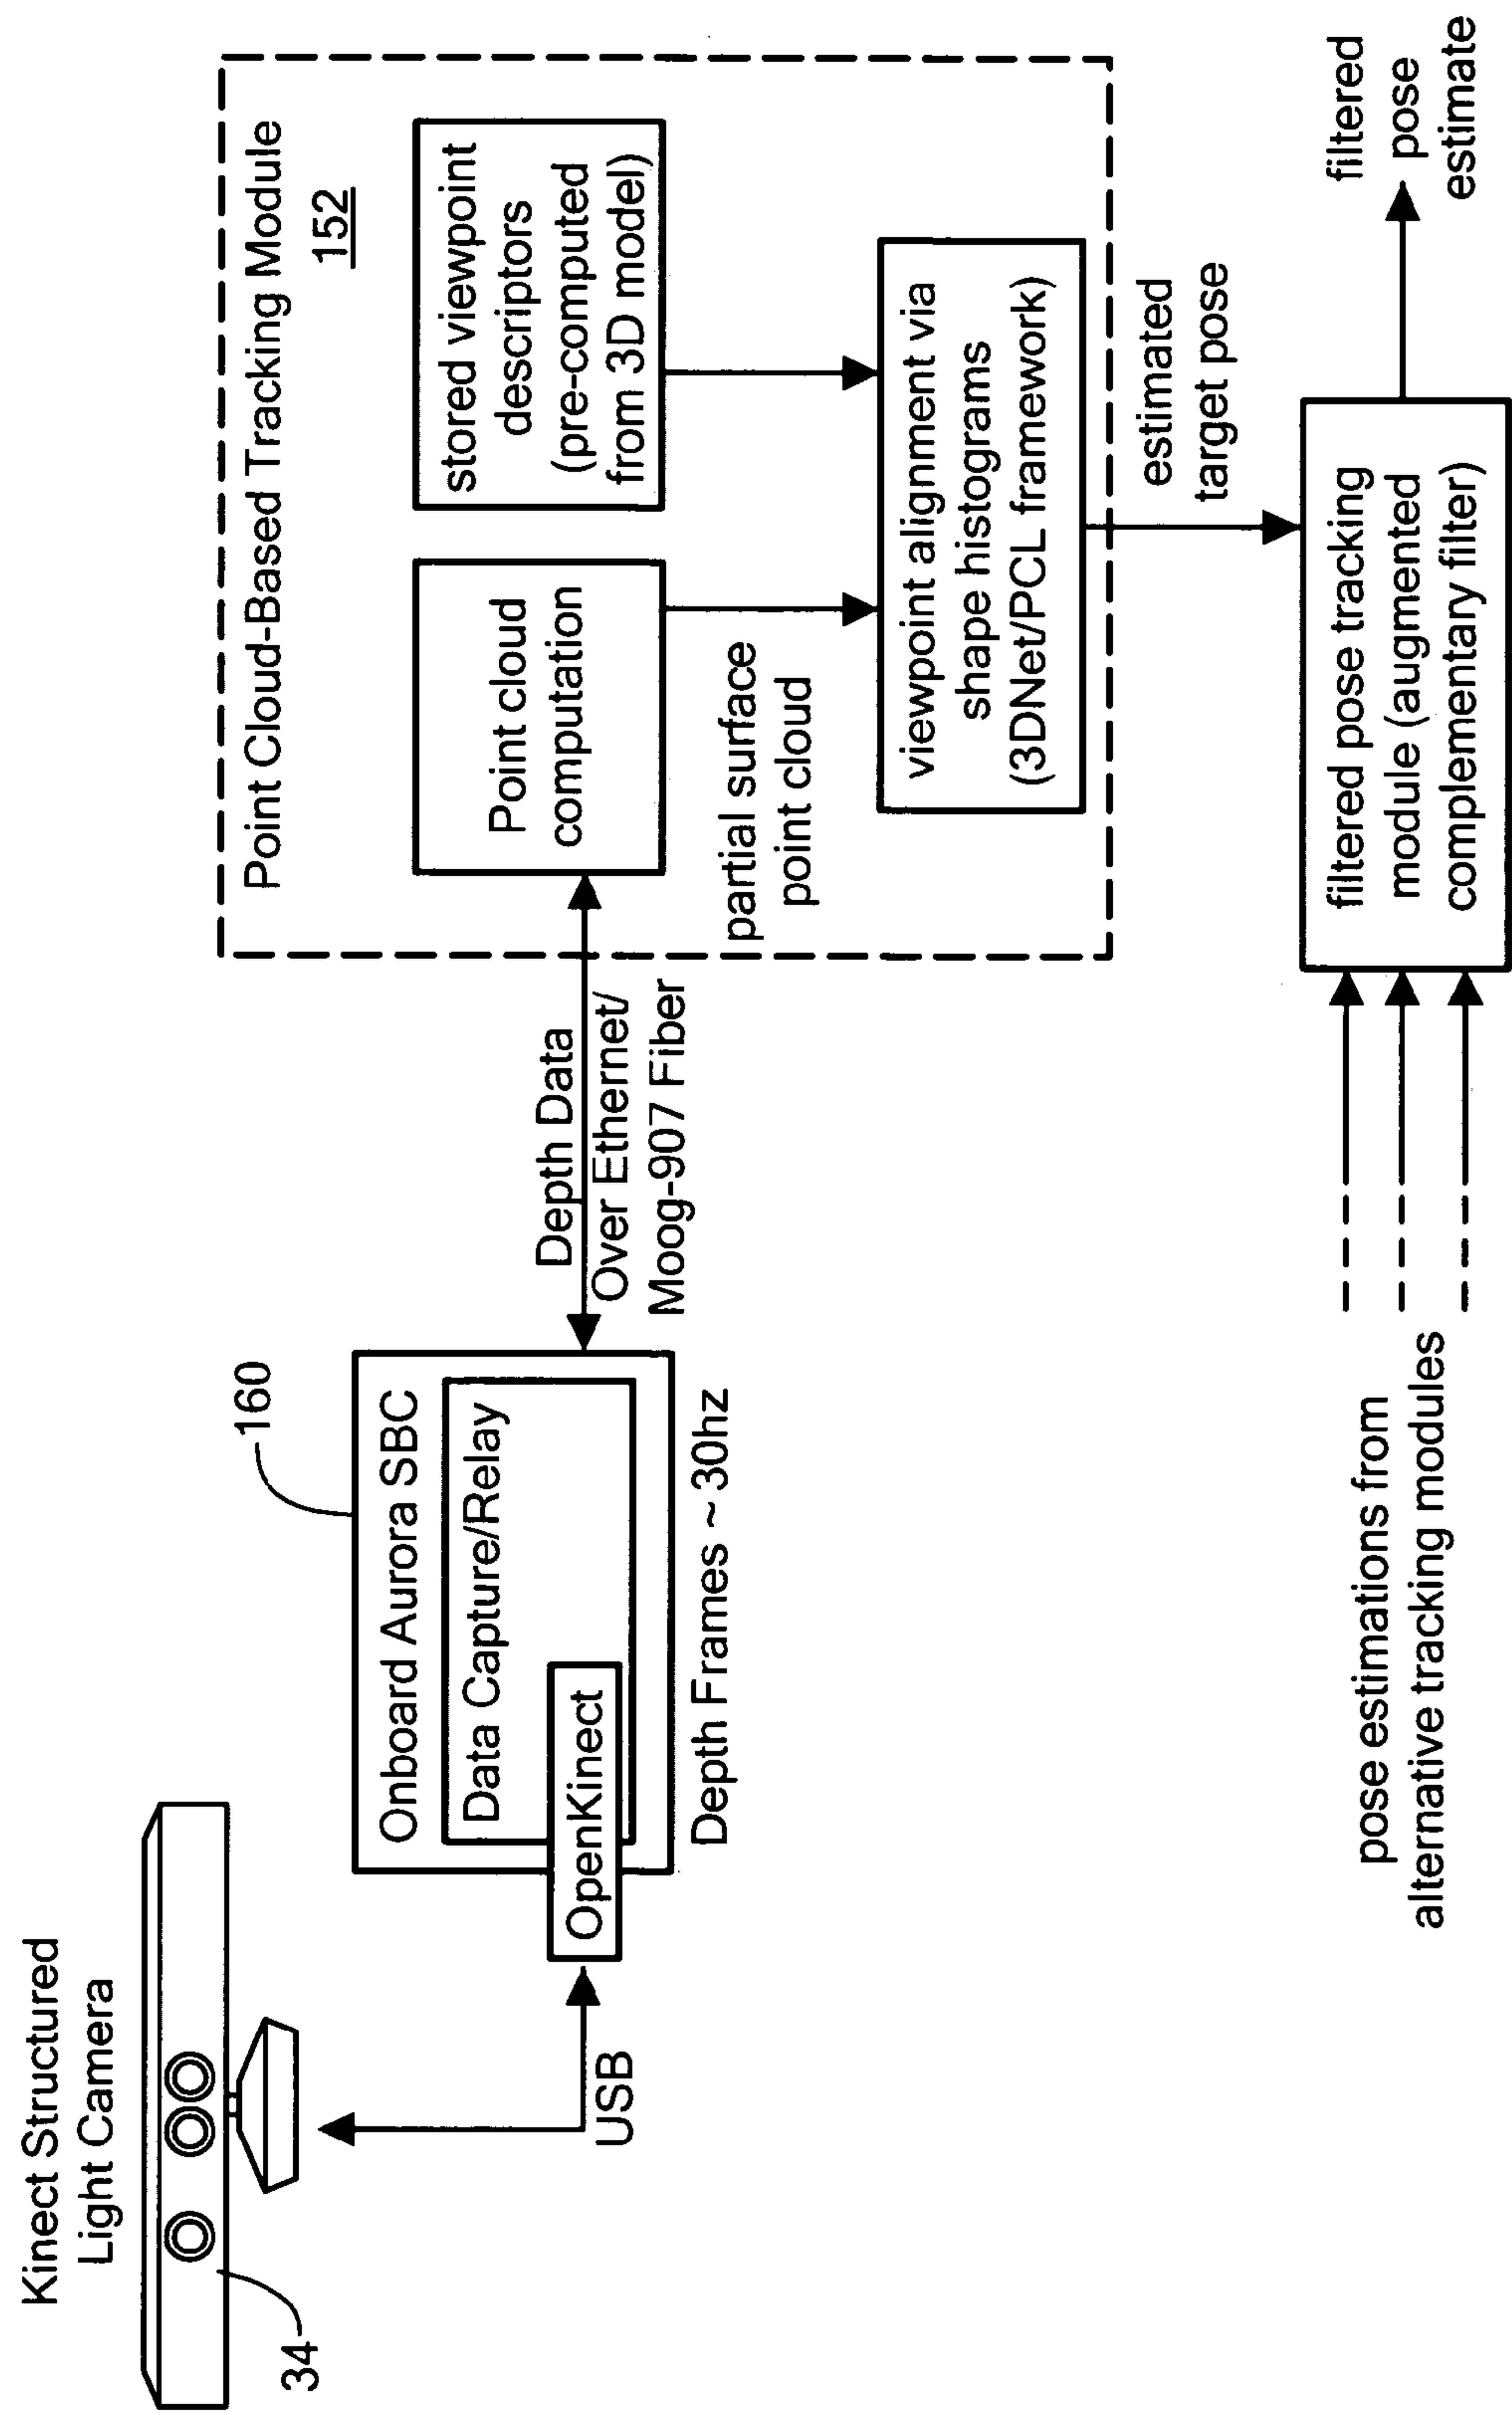 Kinect Structured
Light Camera
34
USB
160
Onboard Aurora SBC
Data Capture/Relay
OpenKinect
Depth Frames ~ 30hz
Depth Data
Over Ethernet/
Moog-907 Fiber
Point Cloud-Based Tracking Module
152
Point cloud
computation
stored viewpoint
descriptors
(pre-computed
from 3D model)
partial surface
point cloud
viewpoint alignment via
shape histograms
(3DNet/PCL framework)
estimated
target pose
pose estimations from
alternative tracking modules
filtered pose tracking
module (augmented
complementary filter)
filtered
pose
estimate